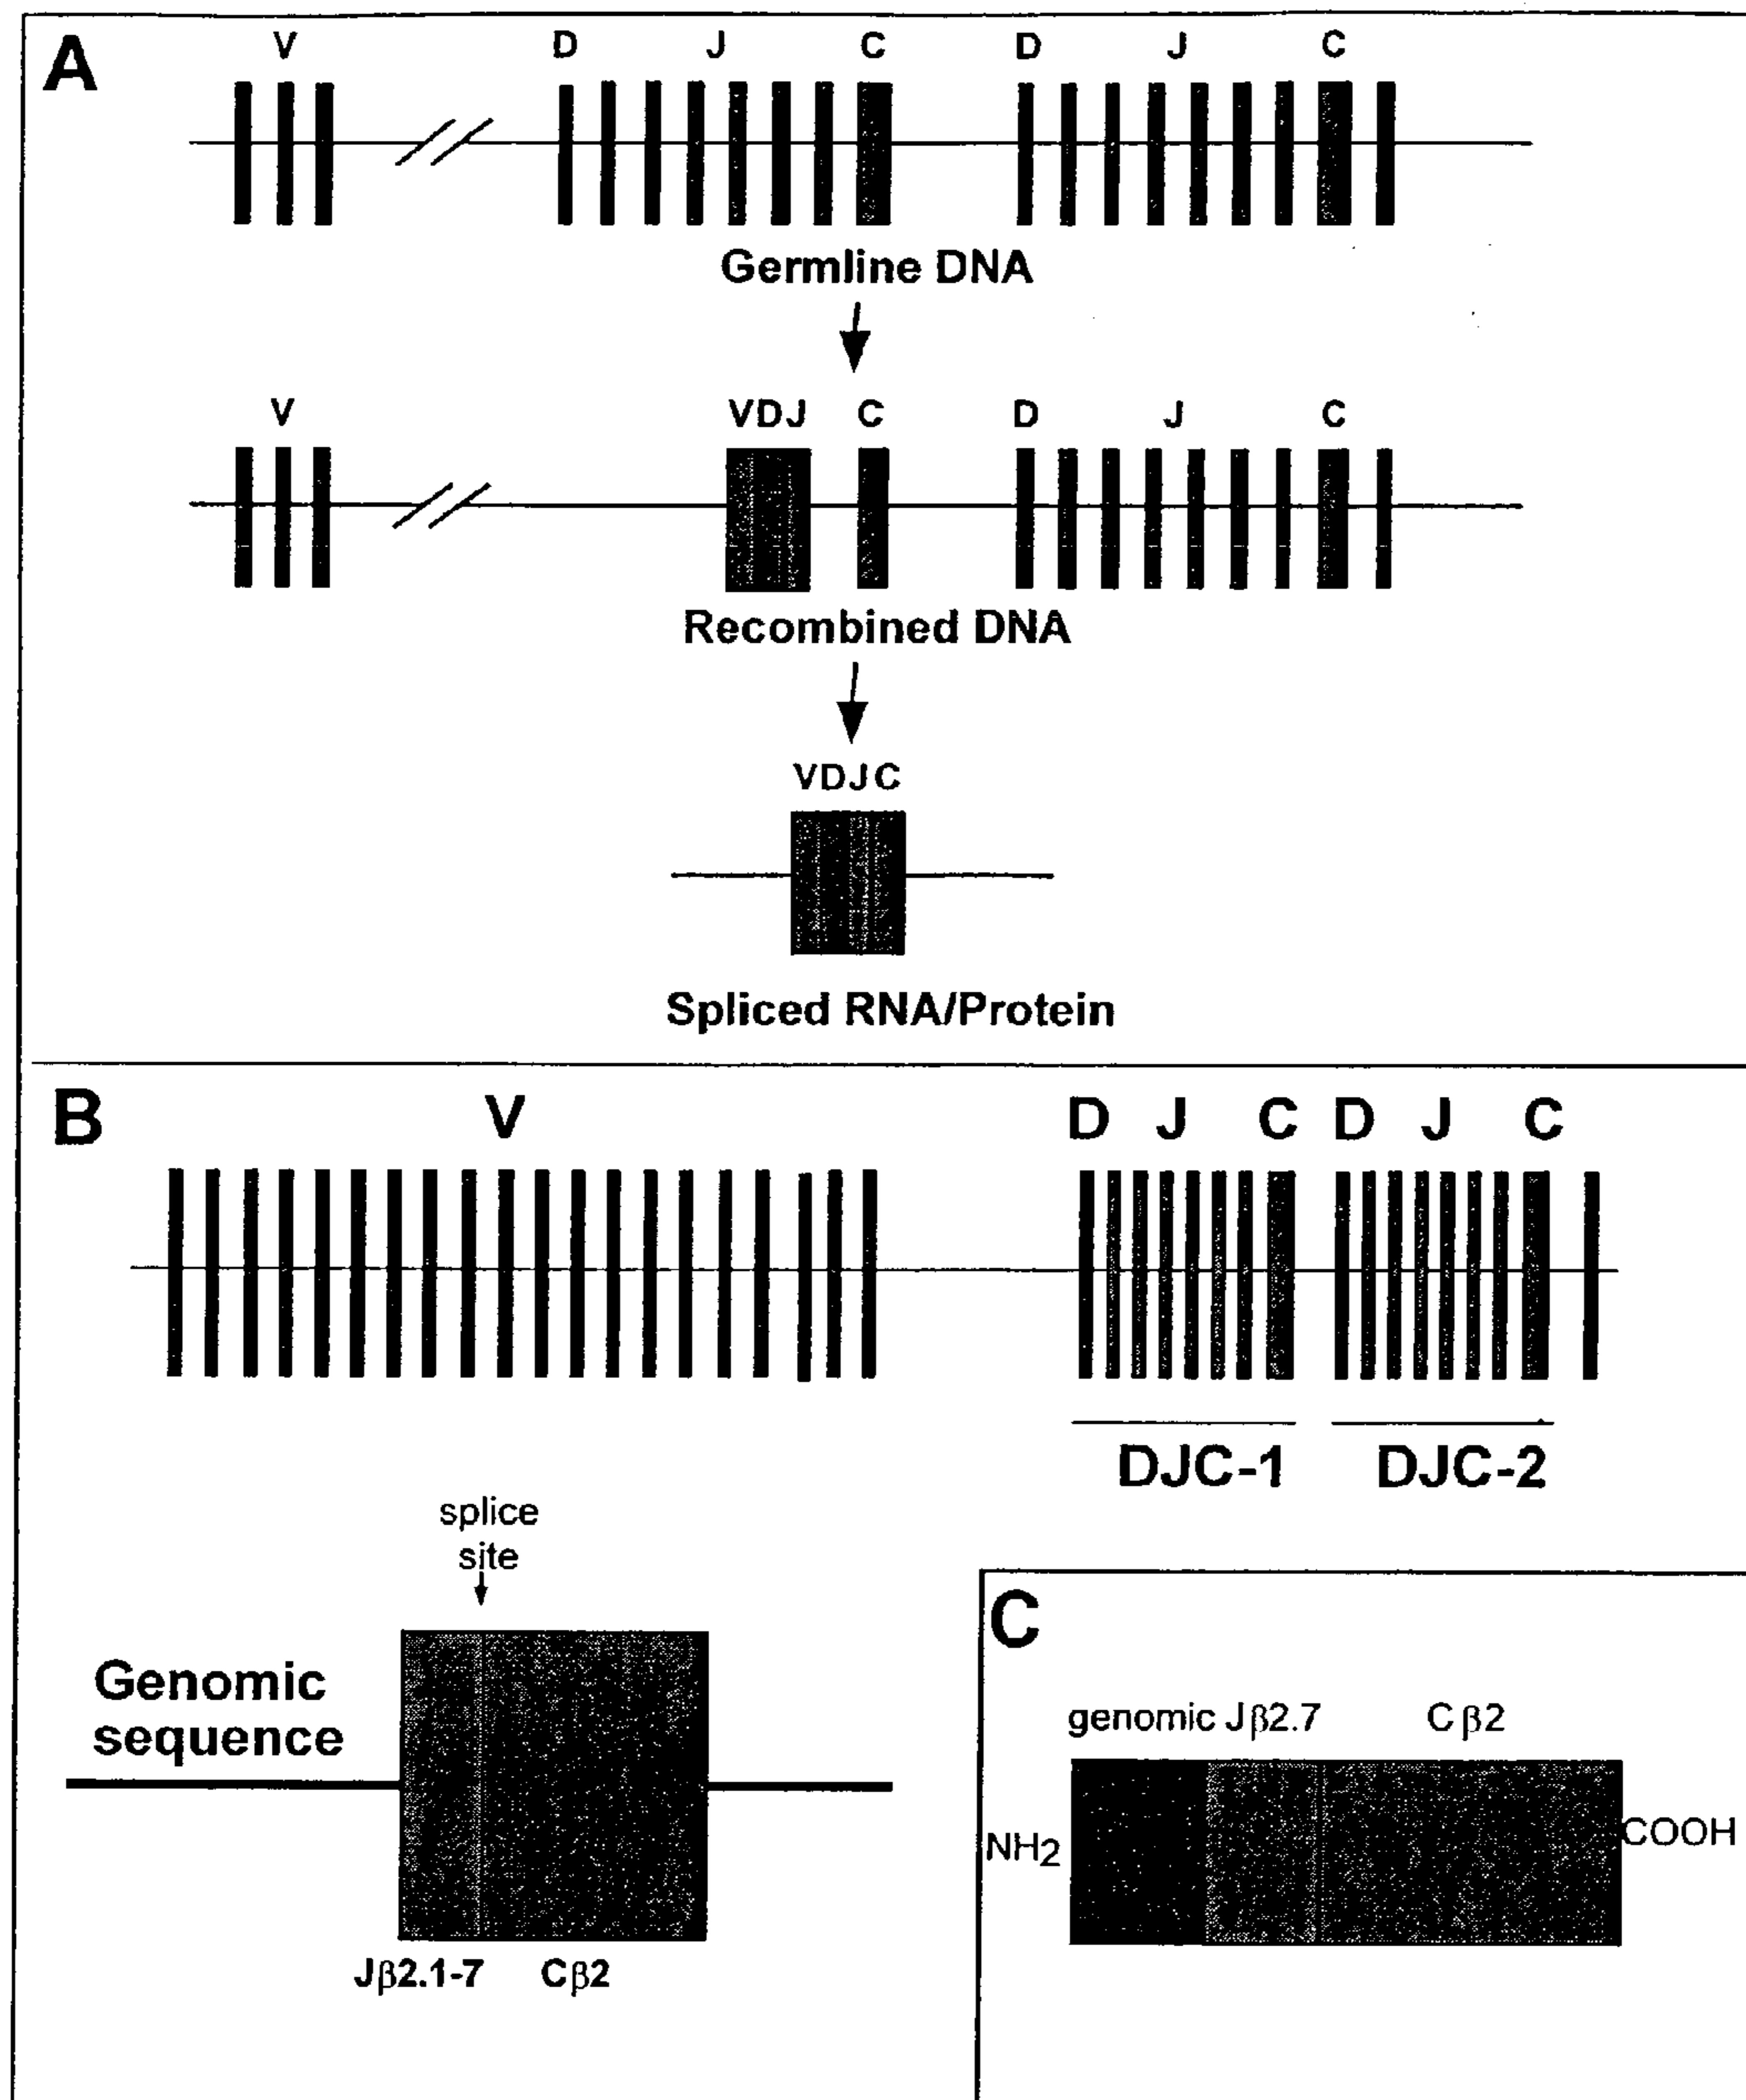 A
V D J C D J C
Germline DNA
V VDJ C D J C
Recombined DNA
VDJC
Spliced RNA/Protein
B
V D J C D J C
DJC-1 DJC-2
splice
site
Genomic
sequence
Jβ2.1-7 Cβ2
C
genomic Jβ2.7 Cβ2
NH2
COOH